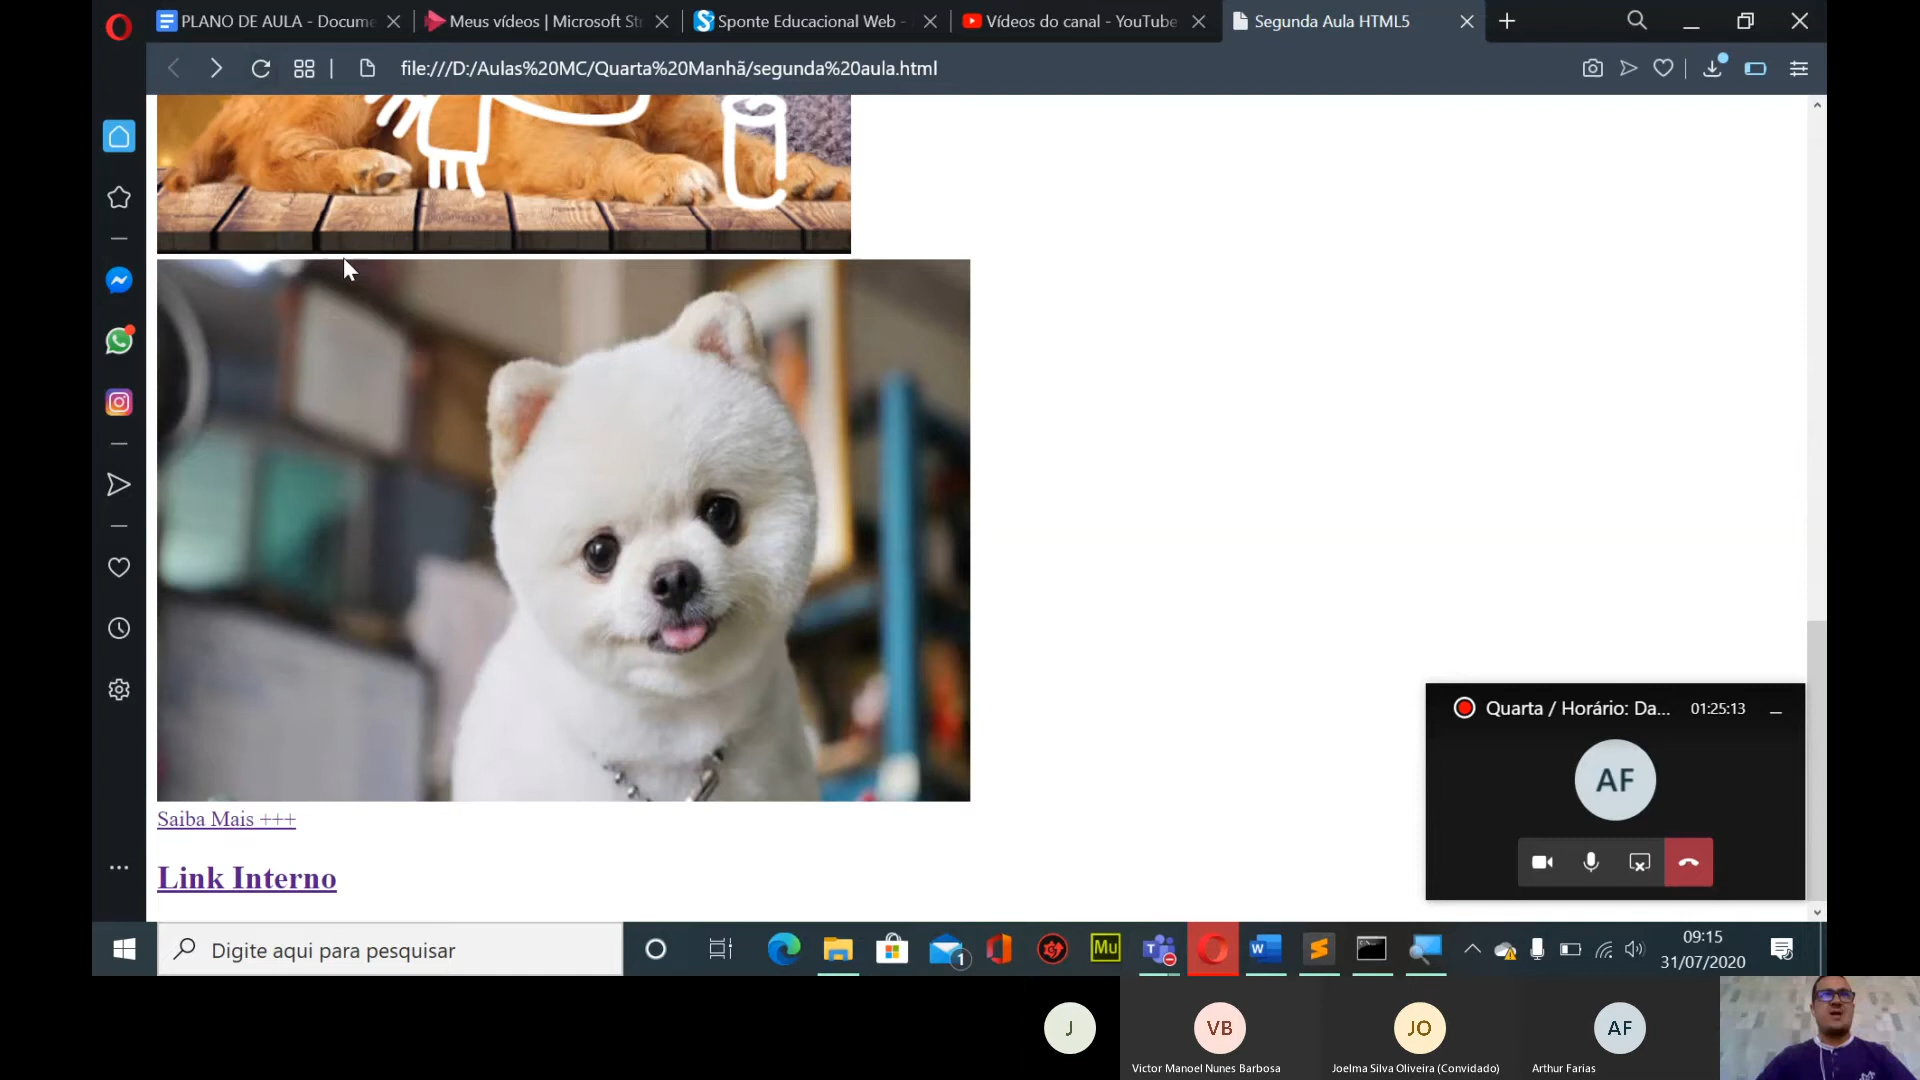 PLANO DE AULA - Docume
Meus vídeos | Microsoft St
Sponte Educacional Web -
Vídeos do canal - YouTube
Segunda Aula HTML5
file:///D:/Aulas%20MC/Quarta%20Manhã/segunda%20aula.html
Saiba Mais +++
Link Interno
Quarta / Horário: Da...
01:25:13
AF
Digite aqui para pesquisar
1
Mu
09:15
31/07/2020
J
VB
JO
AF
Victor Manoel Nunes Barbosa
Joelma Silva Oliveira (Convidado)
Arthur Farias